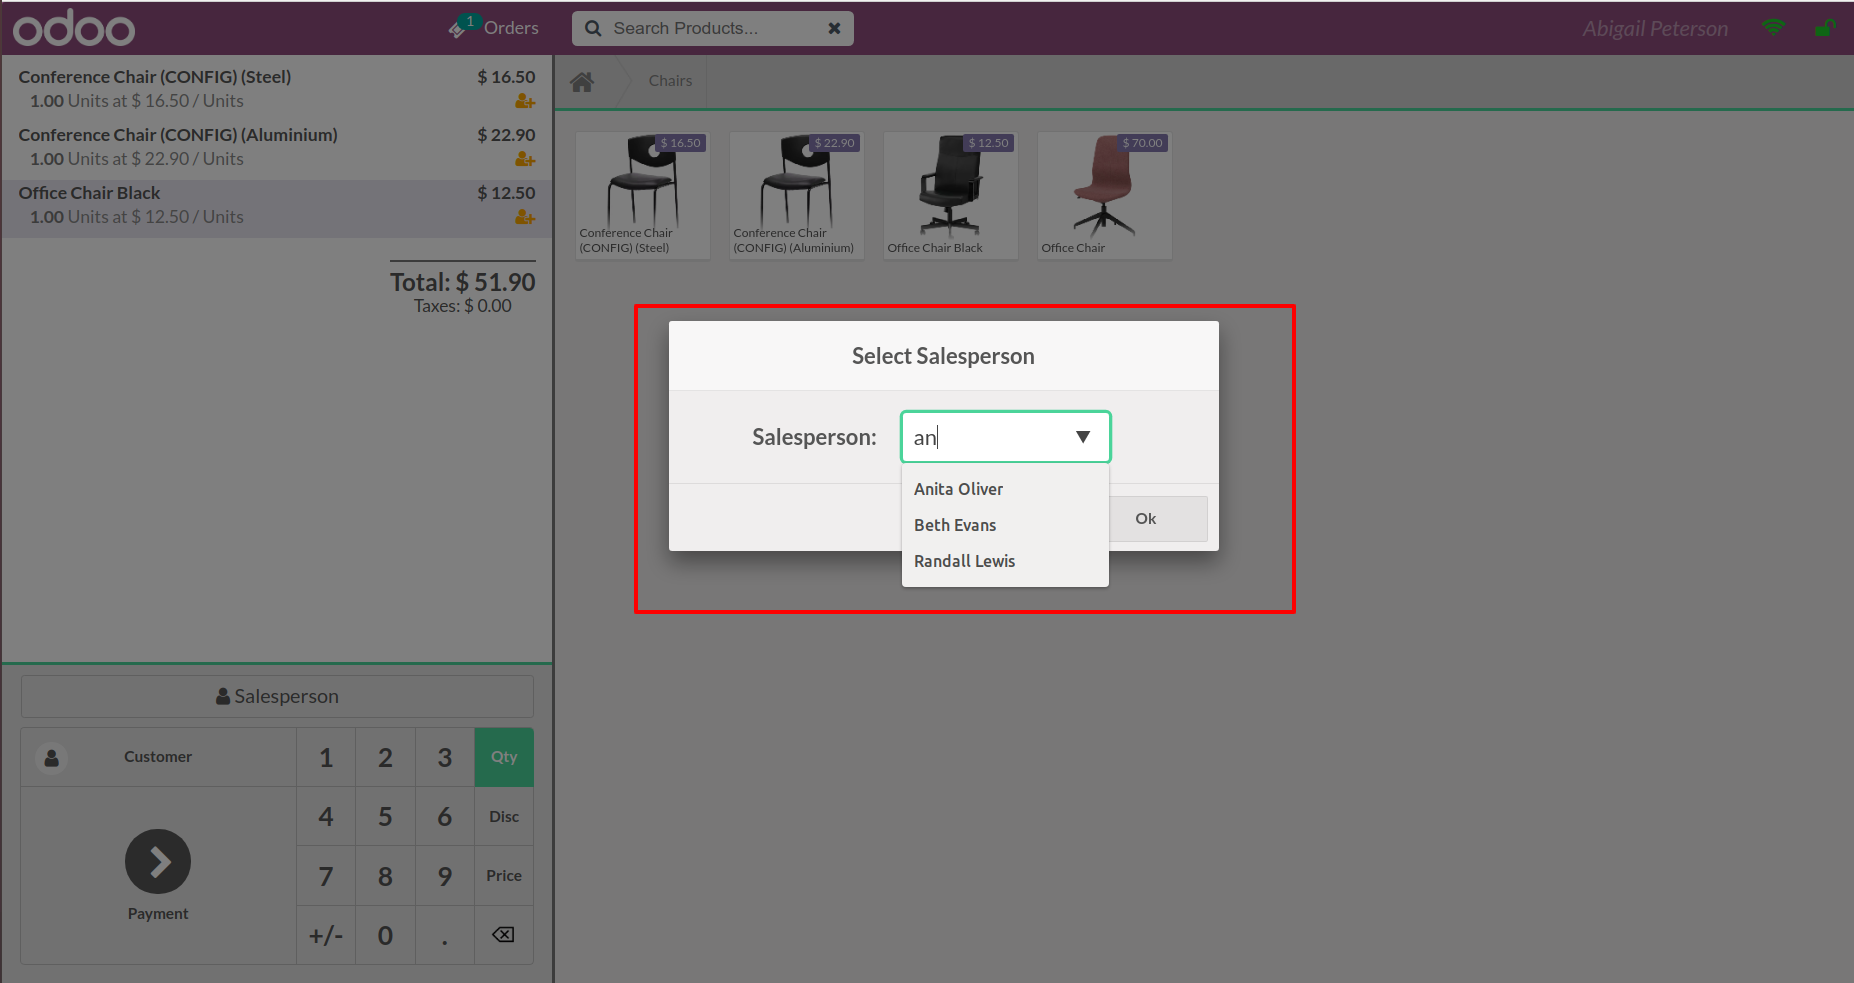 odoo
1
Orders
Search Products...
Abigail Peterson
Conference Chair (CONFIG) (Steel) $ 16.50
1.00 Units at $ 16.50 / Units
Conference Chair (CONFIG) (Aluminium) $ 22.90
1.00 Units at $ 22.90 / Units
Office Chair Black $ 12.50
1.00 Units at $ 12.50 / Units
Total: $ 51.90
Taxes: $ 0.00
Chairs
$ 16.50
Conference Chair
(CONFIG) (Steel)
$ 22.90
Conference Chair
(CONFIG) (Aluminium)
$ 12.50
Office Chair Black
$ 70.00
Office Chair
Select Salesperson
Salesperson: an
Anita Oliver
Beth Evans
Randall Lewis
Ok
Salesperson
Customer
Payment
1 2 3 Qty
4 5 6 Disc
7 8 9 Price
+/- 0 .